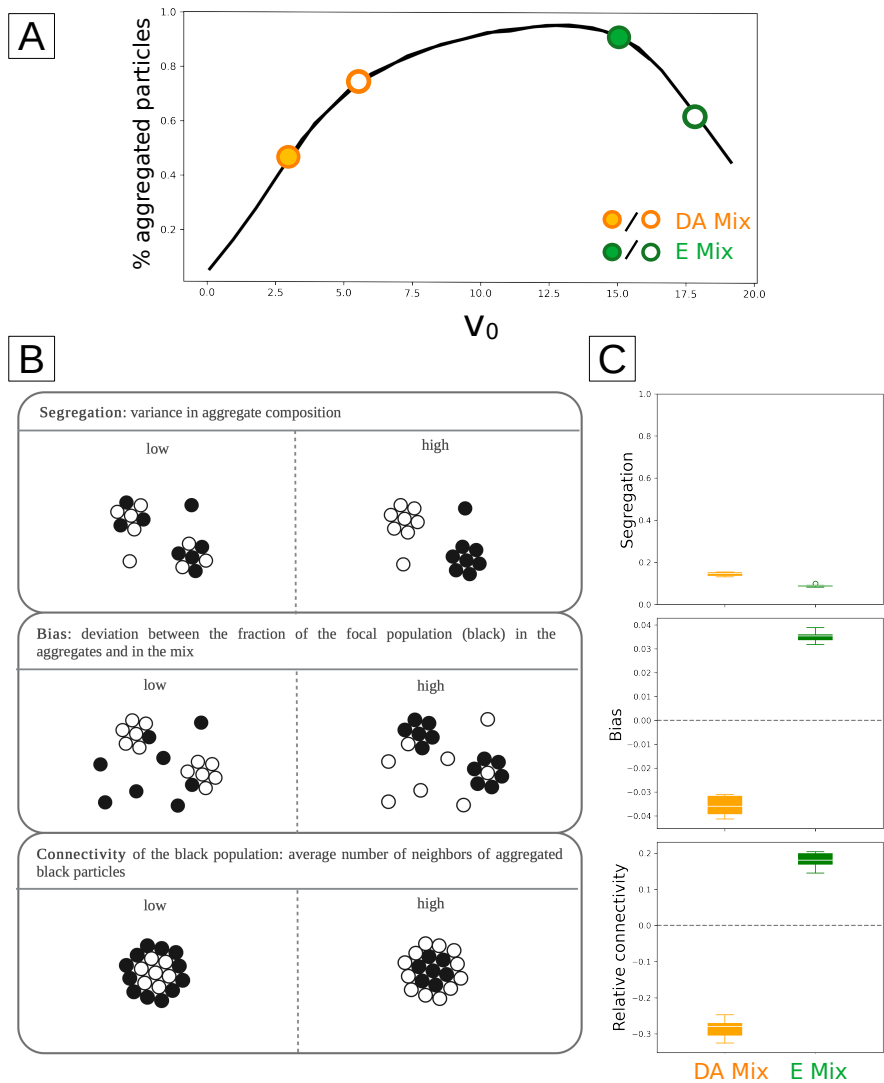 A
% aggregated particles
1.0
0.8
0.6
0.4
0.2
0.0 2.5 5.0 7.5 10.0 12.5 15.0 17.5 20.0
v0
DA Mix
E Mix
B
Segregation: variance in aggregate composition
low
high
Bias: deviation between the fraction of the focal population (black) in the
aggregates and in the mix
low
high
Connectivity of the black population: average number of neighbors of aggregated
black particles
low
high
C
Segregation
1.0
0.8
0.6
0.4
0.2
0.0
Bias
0.04
0.03
0.02
0.01
0.00
−0.01
−0.02
−0.03
−0.04
Relative connectivity
0.2
0.1
0.0
−0.1
−0.2
−0.3
DA Mix E Mix